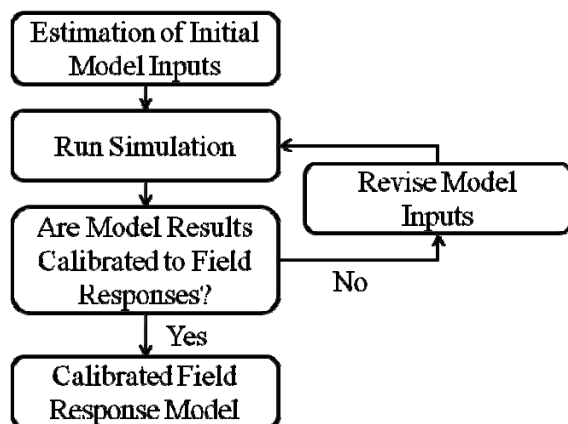 Estimation of Initial
Model Inputs
Run Simulation
Revise Model
Inputs
Are Model Results
Calibrated to Field
Responses?
No
Yes
Calibrated Field
Response Model